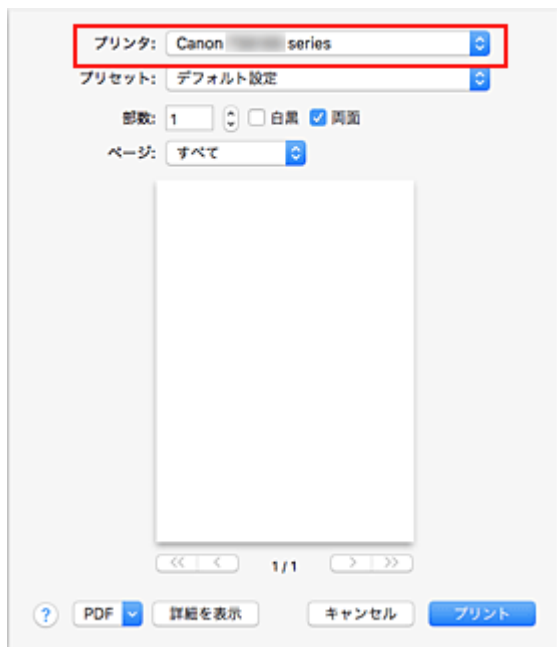 プリンタ: Canon series
プリセット: デフォルト設定
部数: 1 白黒 両面
ページ: すべて
<< < 1/1 > >>
? PDF 詳細を表示 キャンセル プリント